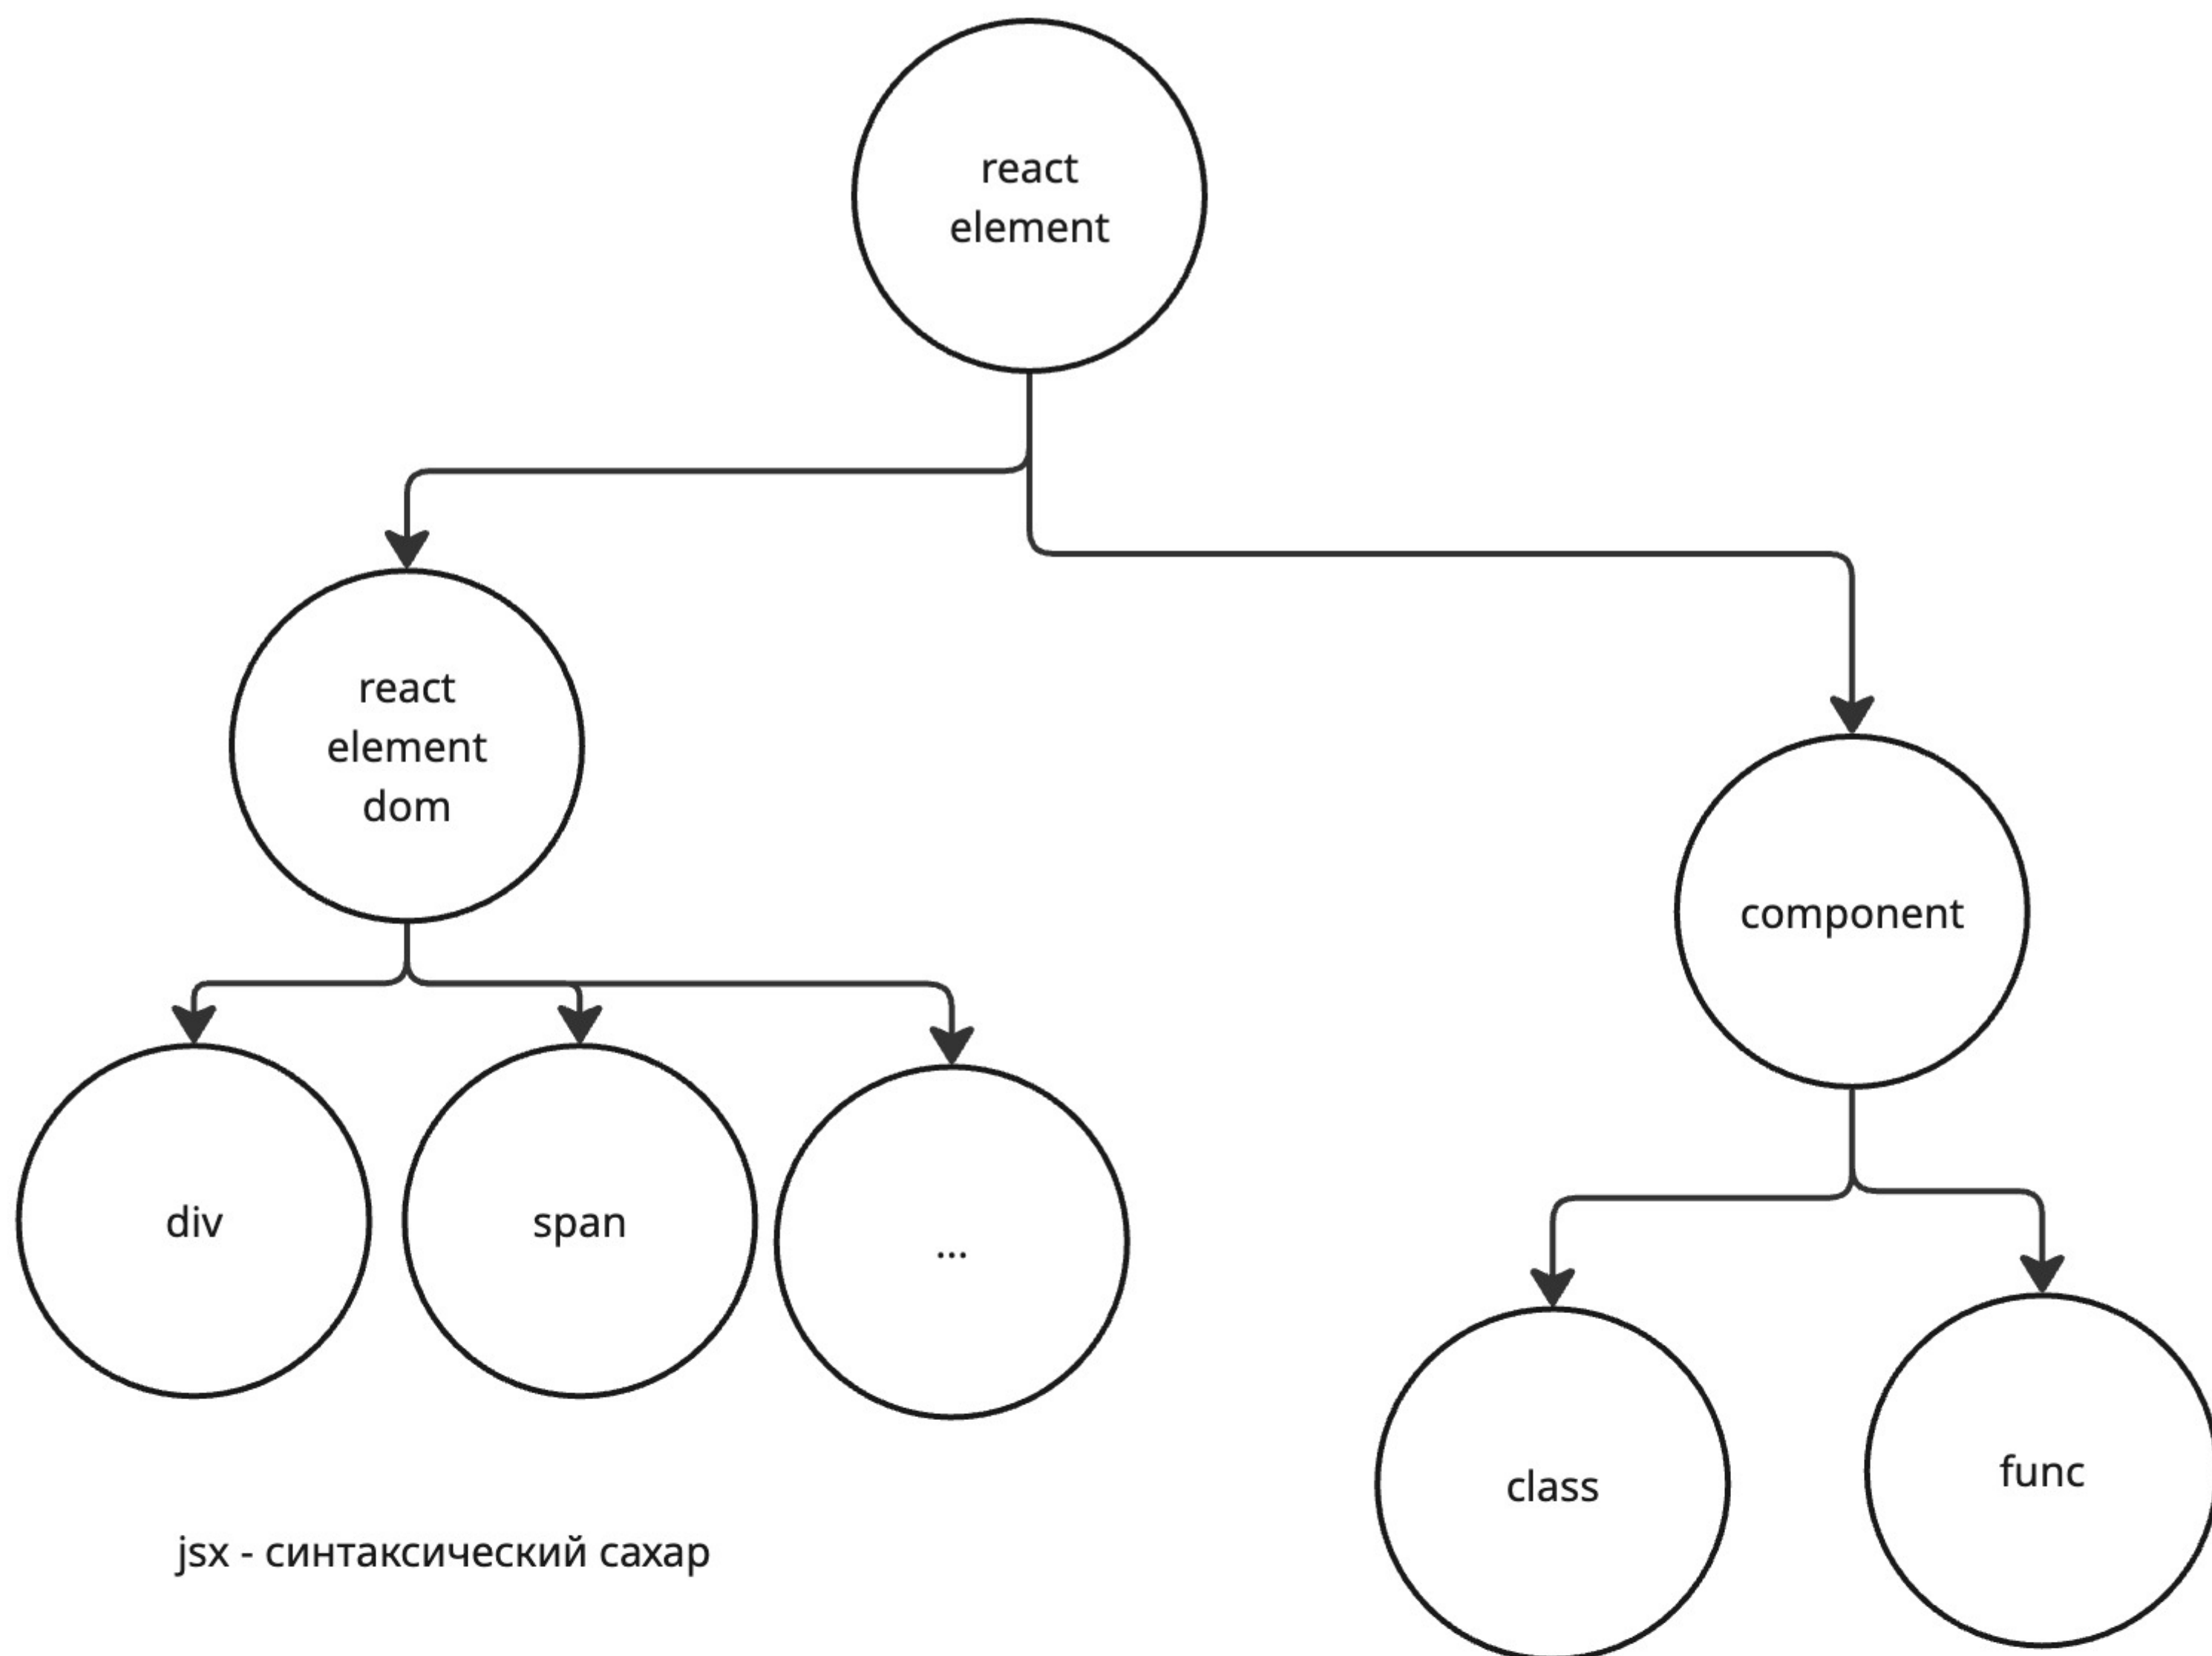 react
element
react
element
dom
component
div
span
...
class
func
jsx - синтаксический сахар